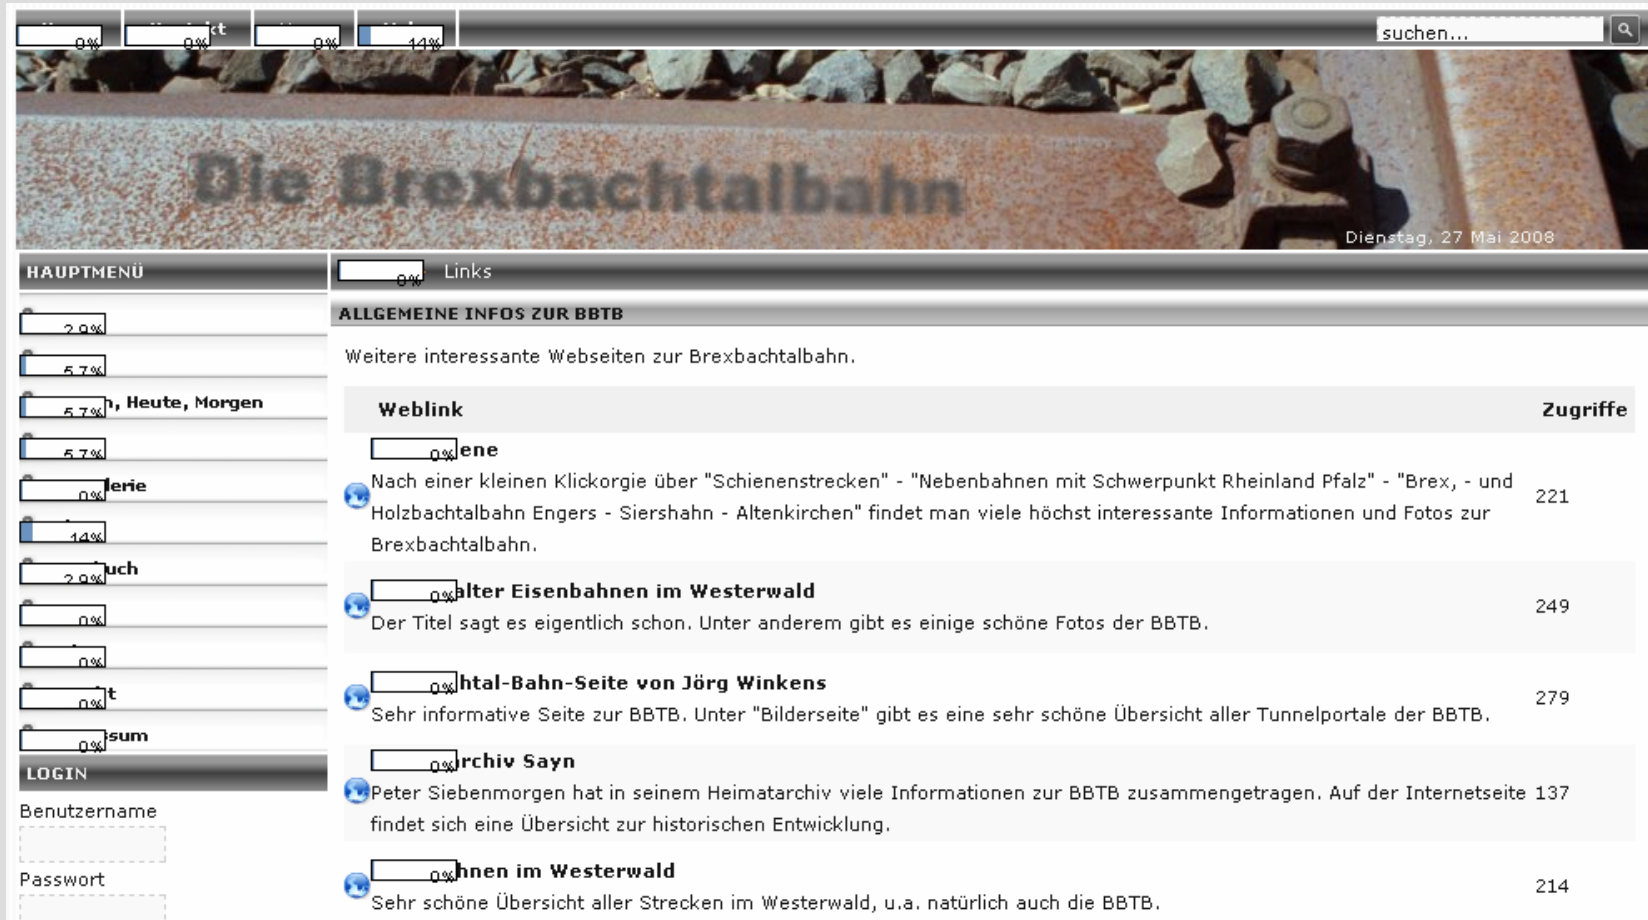 kt
0%
0%
0%
14%
suchen...
Die Brexbachtalbahn
Dienstag, 27 Mai 2008
HAUPTMENÜ
0%
Links
2.9%
5.7%
5.7%
, Heute, Morgen
5.7%
0%
lerie
14%
2.9%
uch
0%
0%
0%
t
0%
ssum
LOGIN
Benutzername
Passwort
ALLGEMEINE INFOS ZUR BBTB
Weitere interessante Webseiten zur Brexbachtalbahn.
Weblink
Zugriffe
0%
ene
Nach einer kleinen Klickorgie über "Schienenstrecken" - "Nebenbahnen mit Schwerpunkt Rheinland Pfalz" - "Brex, - und
Holzbachtalbahn Engers - Siershahn - Altenkirchen" findet man viele höchst interessante Informationen und Fotos zur
Brexbachtalbahn.
221
0%
alter Eisenbahnen im Westerwald
Der Titel sagt es eigentlich schon. Unter anderem gibt es einige schöne Fotos der BBTB.
249
0%
htal-Bahn-Seite von Jörg Winkens
Sehr informative Seite zur BBTB. Unter "Bilderseite" gibt es eine sehr schöne Übersicht aller Tunnelportale der BBTB.
279
0%
rchiv Sayn
Peter Siebenmorgen hat in seinem Heimatarchiv viele Informationen zur BBTB zusammengetragen. Auf der Internetseite
findet sich eine Übersicht zur historischen Entwicklung.
137
0%
hnen im Westerwald
Sehr schöne Übersicht aller Strecken im Westerwald, u.a. natürlich auch die BBTB.
214